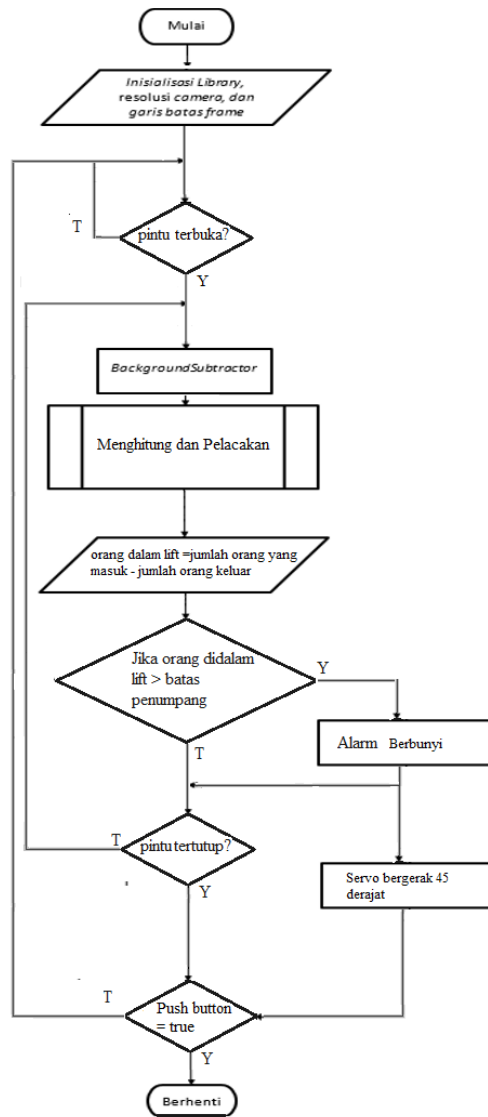 Mulai
Inisialisasi Library,
resolusi camera, dan
garis batas frame
T
pintu terbuka?
Y
BackgroundSubtractor
Menghitung dan Pelacakan
orang dalam lift =jumlah orang yang
masuk - jumlah orang keluar
Jika orang didalam
lift > batas
penumpang
Y
Alarm Berbunyi
T
T
pintu tertutup?
Y
Servo bergerak 45
derajat
T
Push button
= true
Y
Berhenti